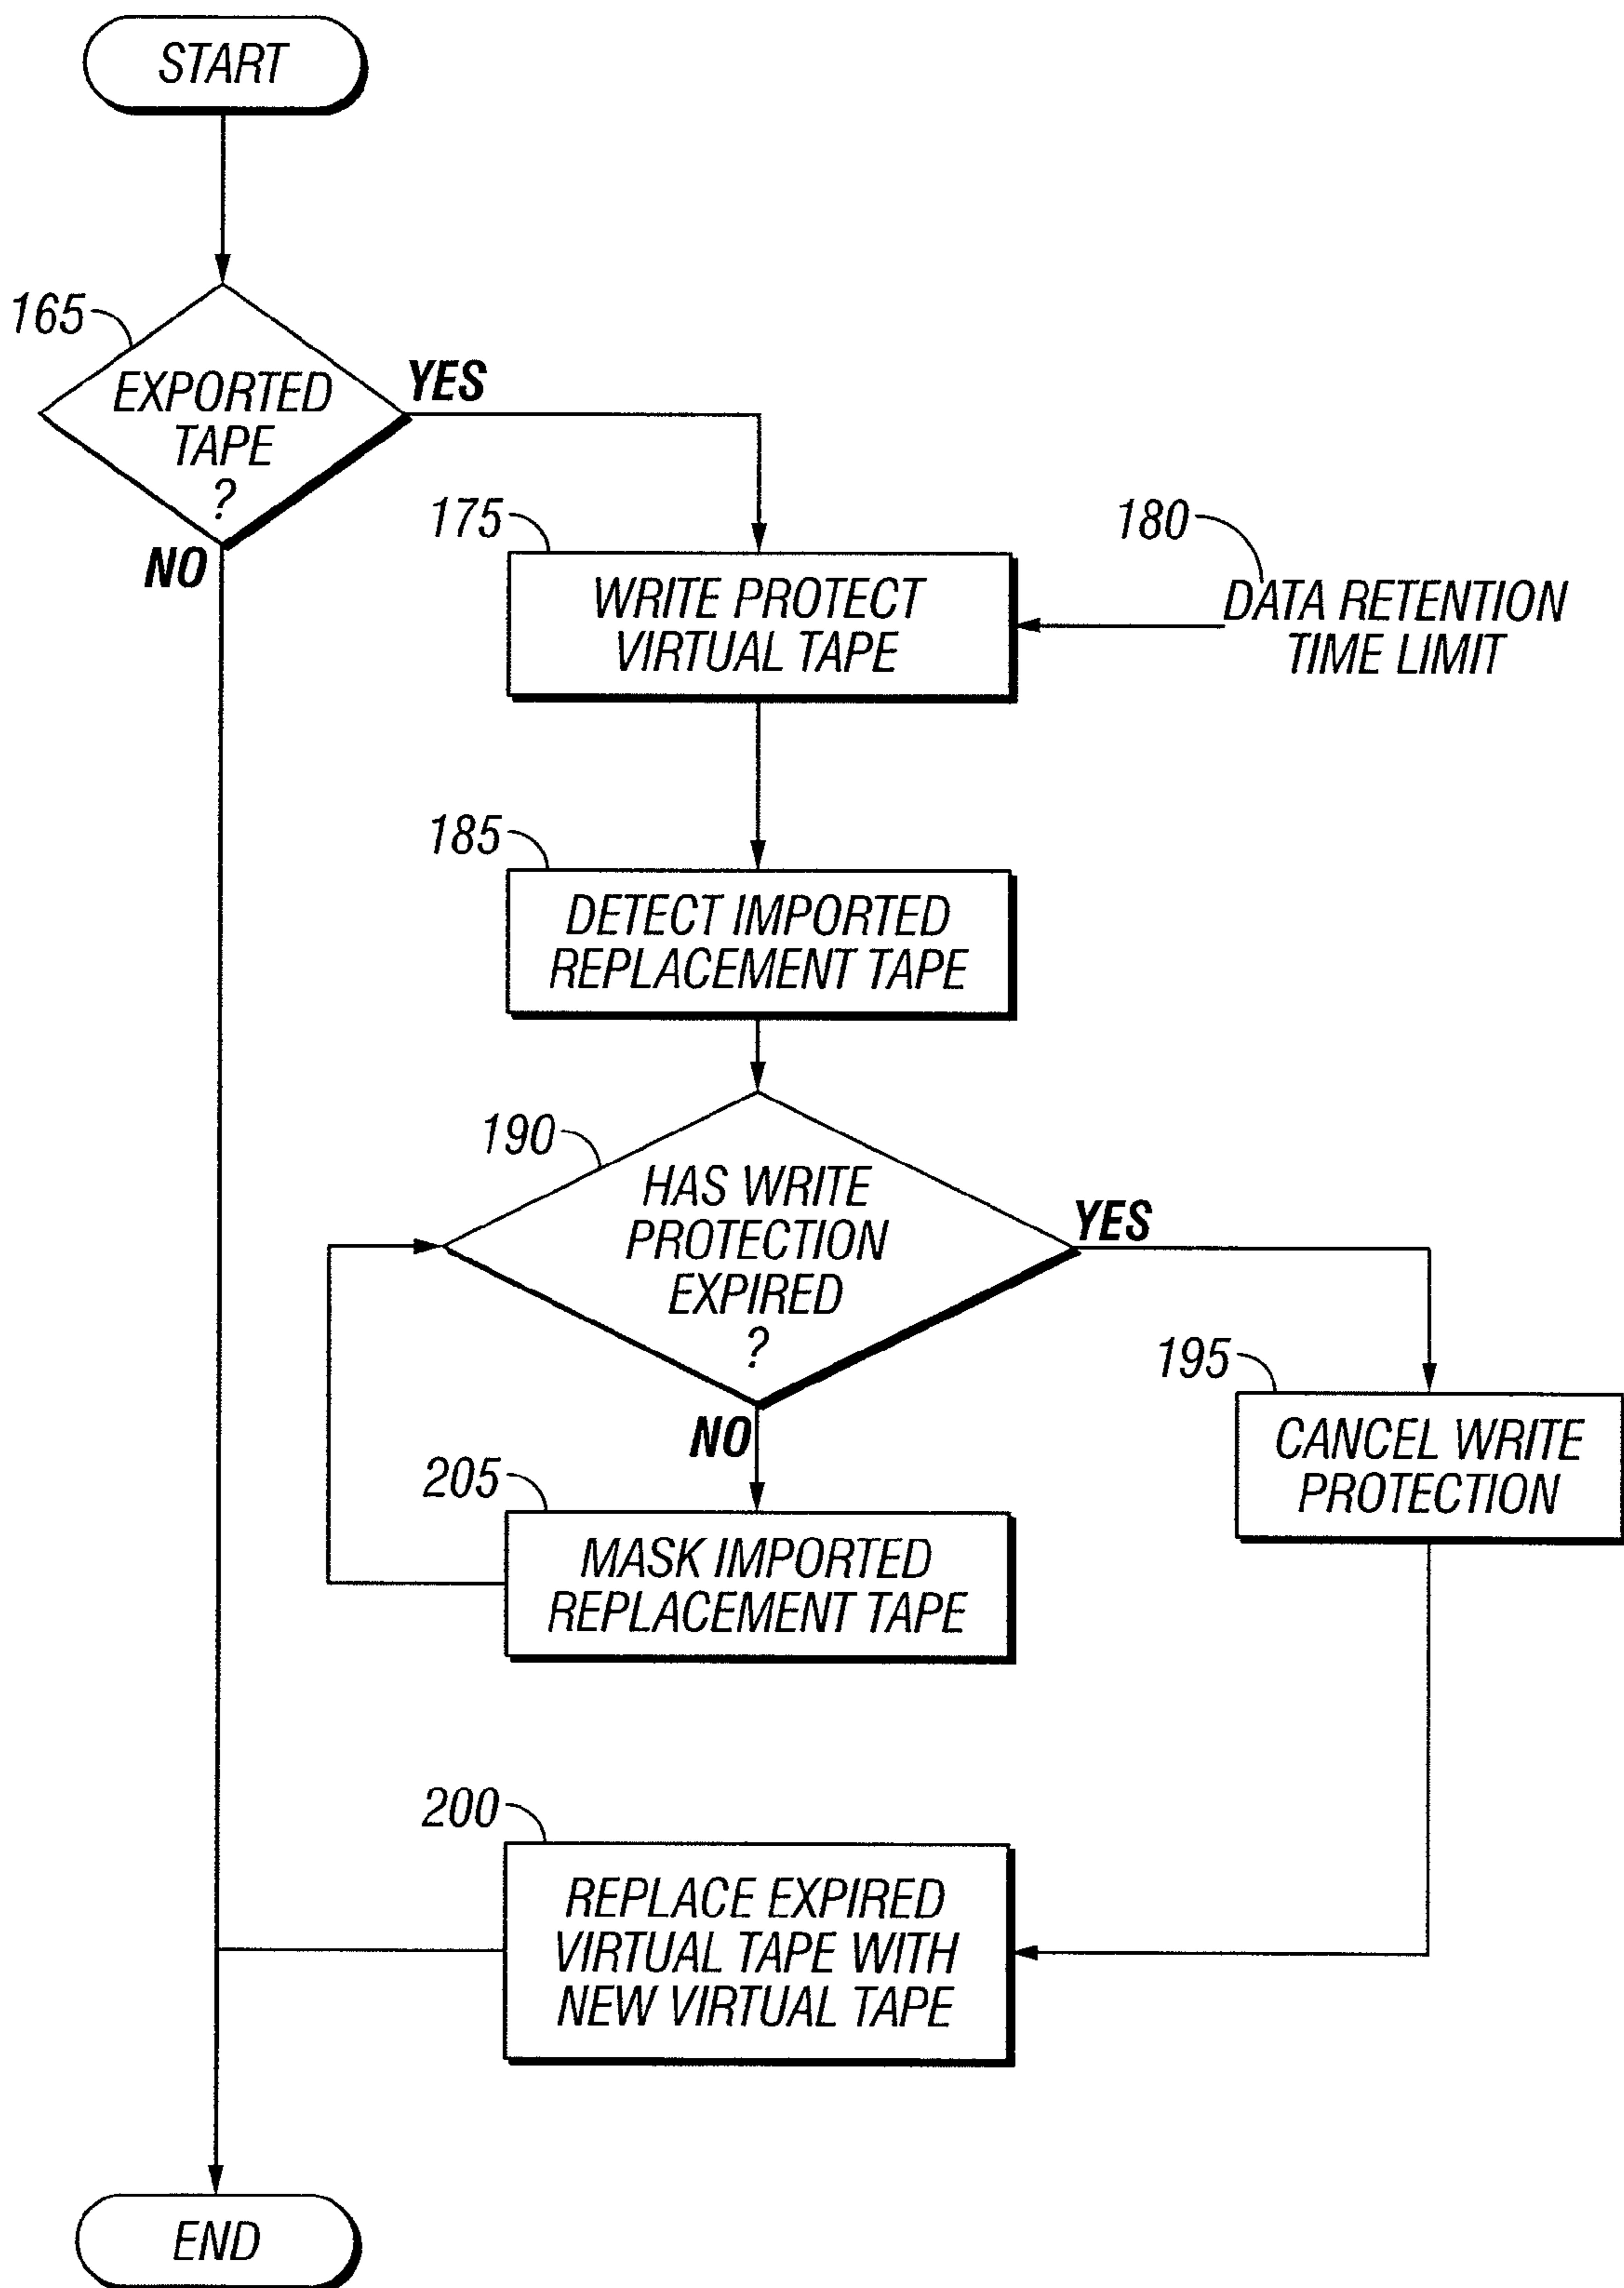 START
165
EXPORTED
TAPE
?
YES
NO
175
WRITE PROTECT
VIRTUAL TAPE
180
DATA RETENTION
TIME LIMIT
185
DETECT IMPORTED
REPLACEMENT TAPE
190
HAS WRITE
PROTECTION
EXPIRED
?
YES
NO
195
CANCEL WRITE
PROTECTION
205
MASK IMPORTED
REPLACEMENT TAPE
200
REPLACE EXPIRED
VIRTUAL TAPE WITH
NEW VIRTUAL TAPE
END